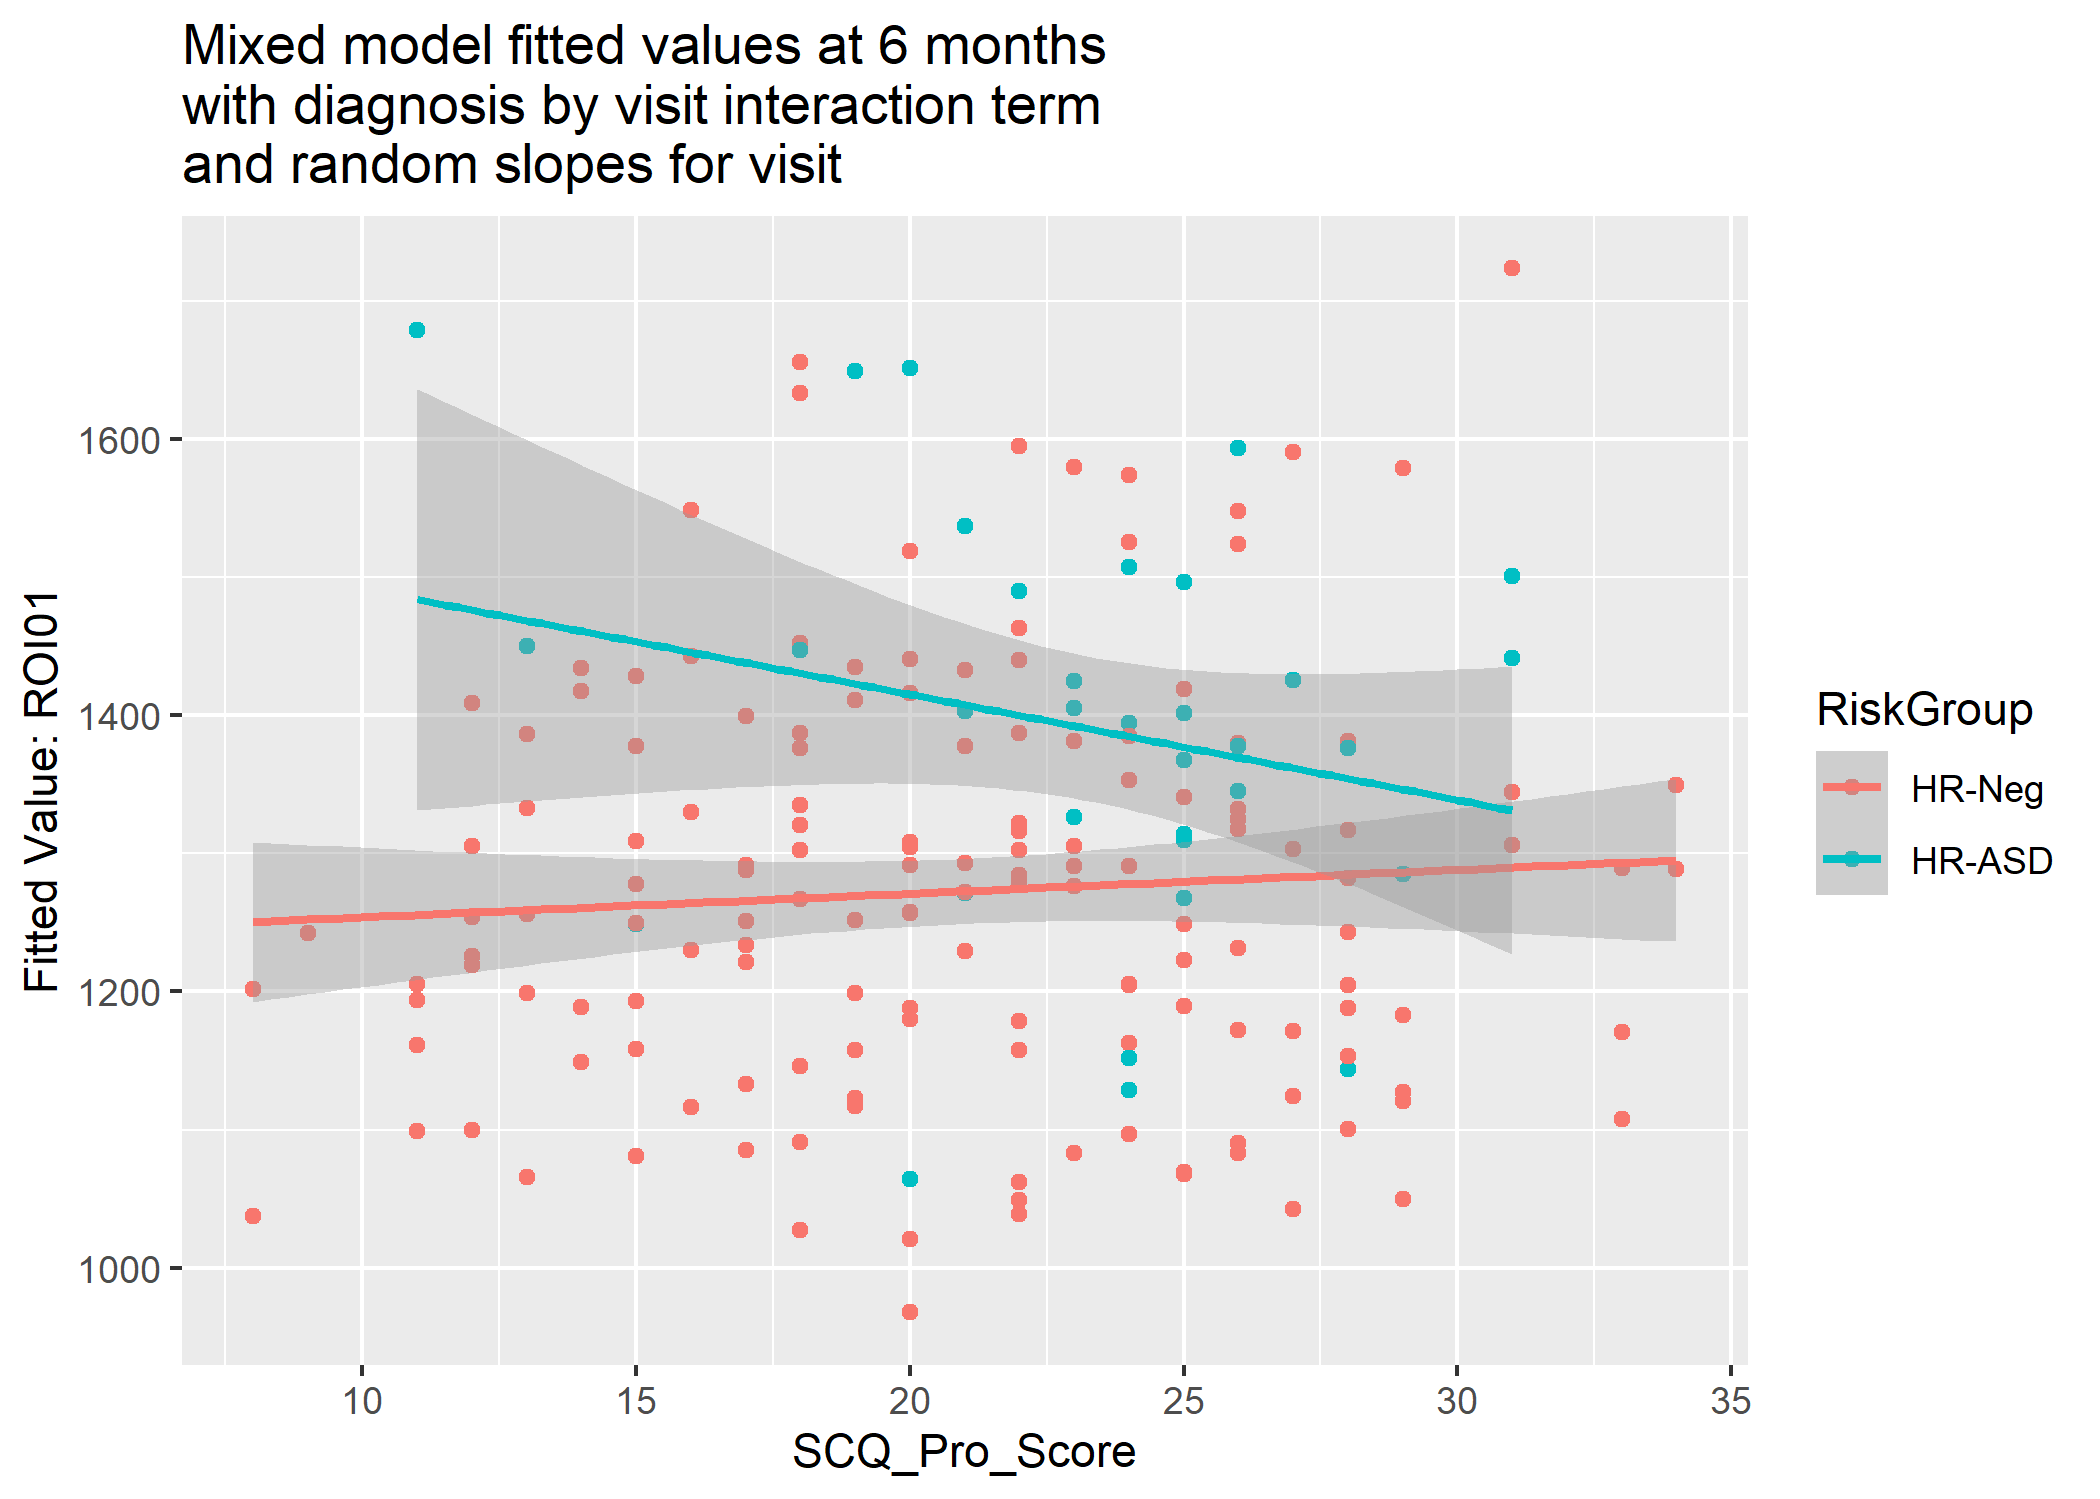 Mixed model fitted values at 6 months
with diagnosis by visit interaction term
and random slopes for visit
Fitted Value: ROI01
1600
1400
1200
1000
10 15 20 25 30 35
SCQ_Pro_Score
RiskGroup
HR-Neg
HR-ASD